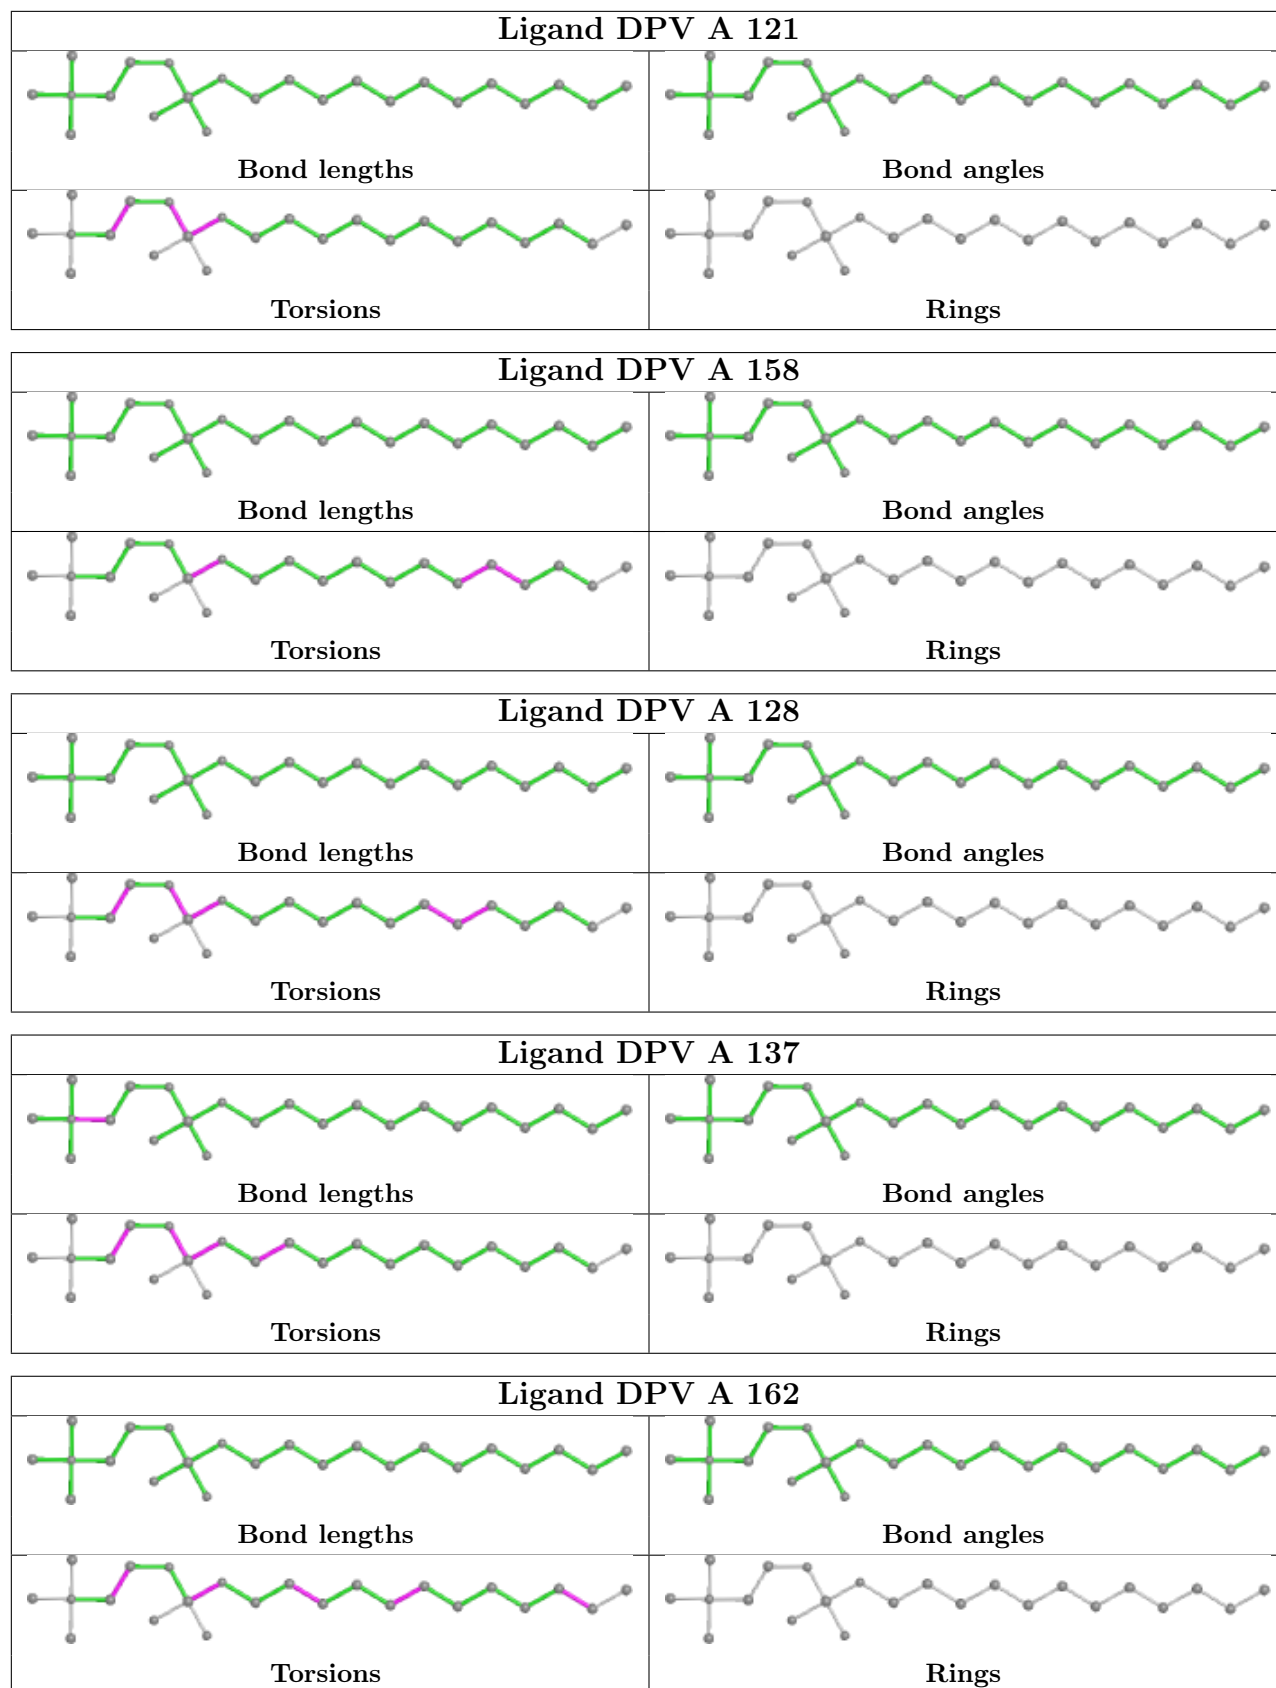 Ligand DPV A 121
Bond lengths
Bond angles
Torsions
Rings
Ligand DPV A 158
Bond lengths
Bond angles
Torsions
Rings
Ligand DPV A 128
Bond lengths
Bond angles
Torsions
Rings
Ligand DPV A 137
Bond lengths
Bond angles
Torsions
Rings
Ligand DPV A 162
Bond lengths
Bond angles
Torsions
Rings